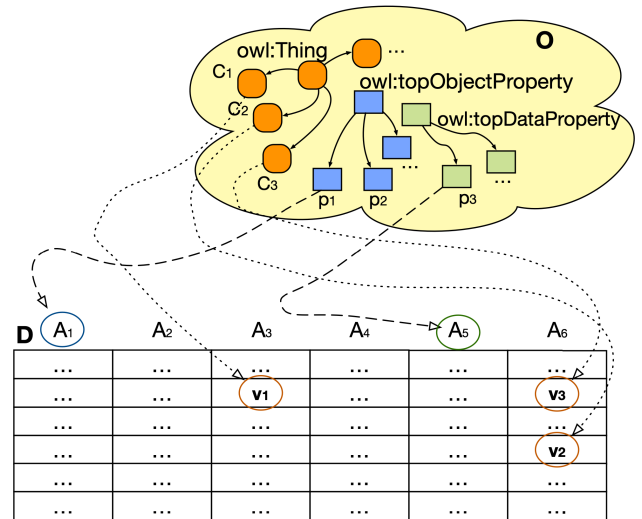 O
owl:Thing
...
C1
owl:topObjectProperty
C2
owl:topDataProperty
...
...
C3
p1
p2
p3
D
A1 A2 A3 A4 A5 A6
... ... ... ... ... ...
... ... v1 ... ... v3
... ... ... ... ... ...
... ... ... ... ... v2
... ... ... ... ... ...
... ... ... ... ... ...